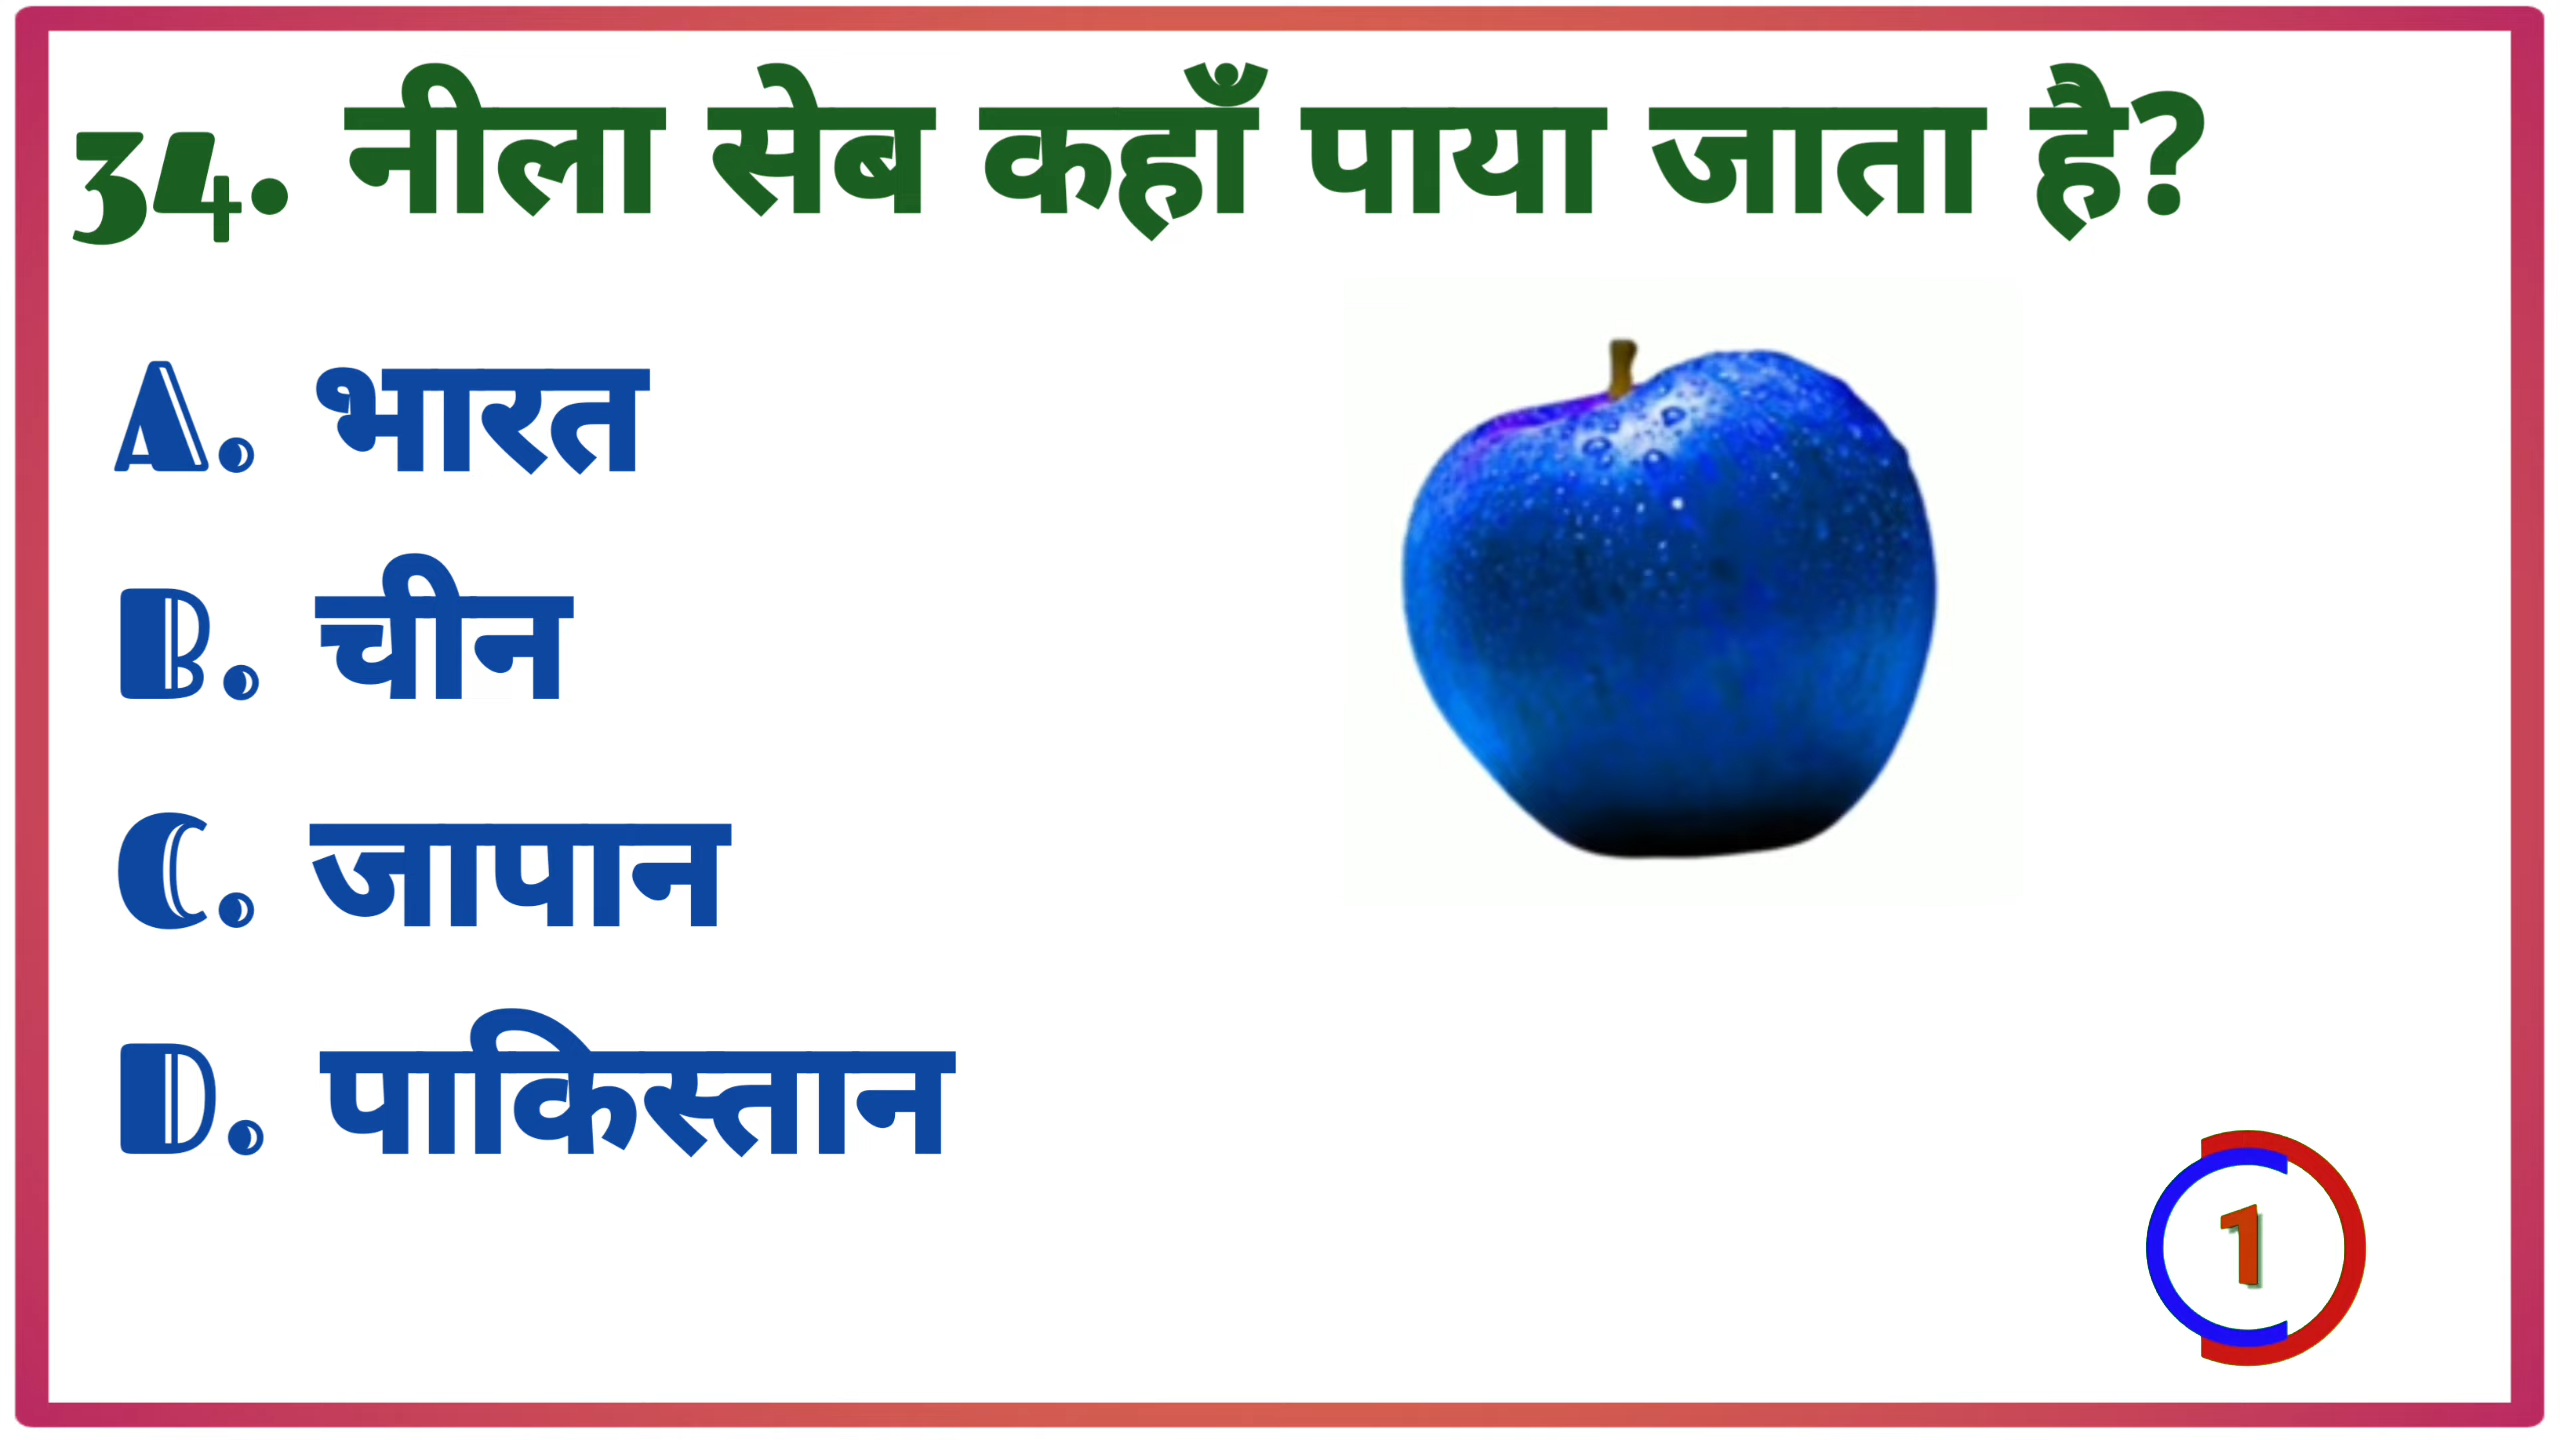 34. नीला सेब कहाँ पाया जाता है?
A. भारत
B. चीन
C. जापान
D. पाकिस्तान
1